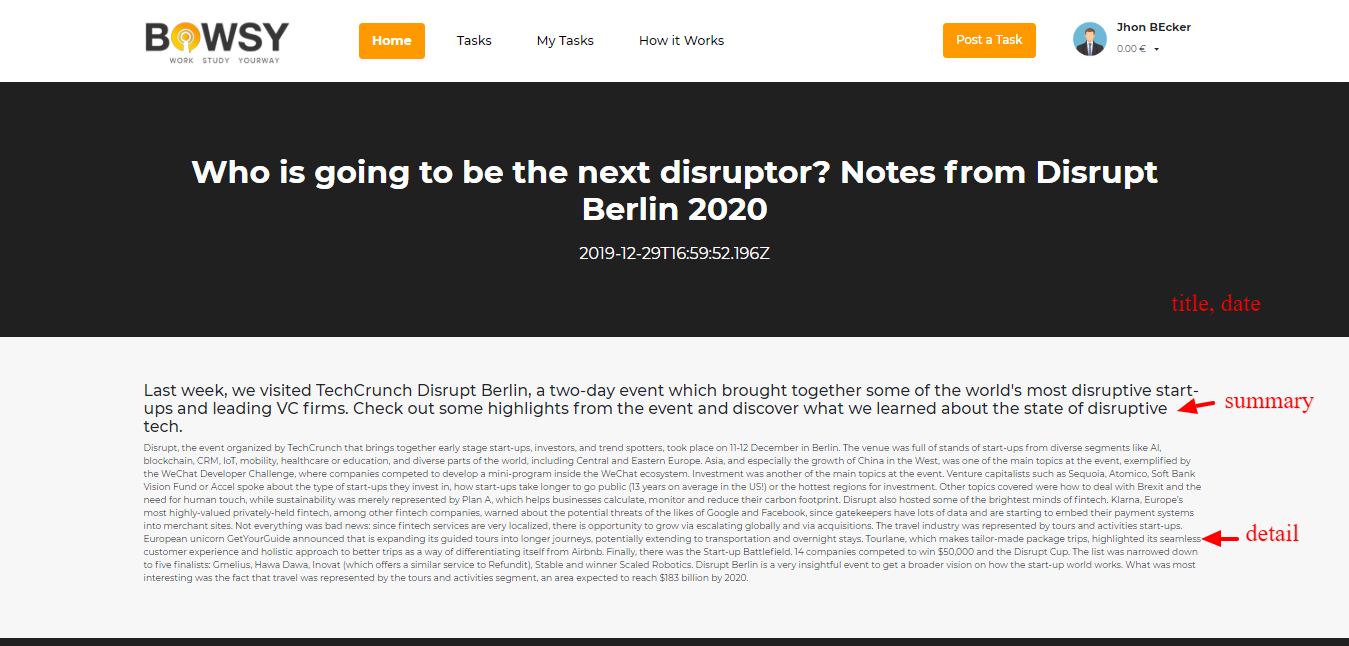 BOWSY
WORK STUDY YOURWAY
Home
Tasks
My Tasks
How it Works
Post a Task
Jhon BEcker
0.00 €
Who is going to be the next disruptor? Notes from Disrupt
Berlin 2020
2019-12-29T16:59:52.196Z
title, date
Last week, we visited TechCrunch Disrupt Berlin, a two-day event which brought together some of the world's most disruptive start-
ups and leading VC firms. Check out some highlights from the event and discover what we learned about the state of disruptive
tech.
summary
Disrupt, the event organized by TechCrunch that brings together early stage start-ups, investors, and trend spotters, took place on 11-12 December in Berlin. The venue was full of stands of start-ups from diverse segments like AI,
blockchain, CRM, IoT, mobility, healthcare or education, and diverse parts of the world, including Central and Eastern Europe. Asia, and especially the growth of China in the West, was one of the main topics at the event, exemplified by
the WeChat Developer Challenge, where companies competed to develop a mini-program inside the WeChat ecosystem. Investment was another of the main topics at the event. Venture capitalists such as Sequoia, Atomico, Soft Bank
Vision Fund or Accel spoke about the type of start-ups they invest in, how start-ups take longer to go public (13 years on average in the US!) or the hottest regions for investment. Other topics covered were how to deal with Brexit and the
need for human touch, while sustainability was merely represented by Plan A, which helps businesses calculate, monitor and reduce their carbon footprint. Disrupt also hosted some of the brightest minds of fintech. Klarna, Europe's
most highly-valued privately-held fintech, among other fintech companies, warned about the potential threats of the likes of Google and Facebook, since gatekeepers have lots of data and are starting to embed their payment systems
into merchant sites. Not everything was bad news: since fintech services are very localized, there is opportunity to grow via escalating globally and via acquisitions. The travel industry was represented by tours and activities start-ups.
European unicorn GetYourGuide announced that is expanding its guided tours into longer journeys, potentially extending to transportation and overnight stays. Tourlane, which makes tailor-made package trips, highlighted its seamless
customer experience and holistic approach to better trips as a way of differentiating itself from Airbnb. Finally, there was the Start-up Battlefield. 14 companies competed to win $50,000 and the Disrupt Cup. The list was narrowed down
to five finalists: Gmelius, Hawa Dawa, Inovat (which offers a similar service to Refundit), Stable and winner Scaled Robotics. Disrupt Berlin is a very insightful event to get a broader vision on how the start-up world works. What was most
interesting was the fact that travel was represented by the tours and activities segment, an area expected to reach $183 billion by 2020.
detail